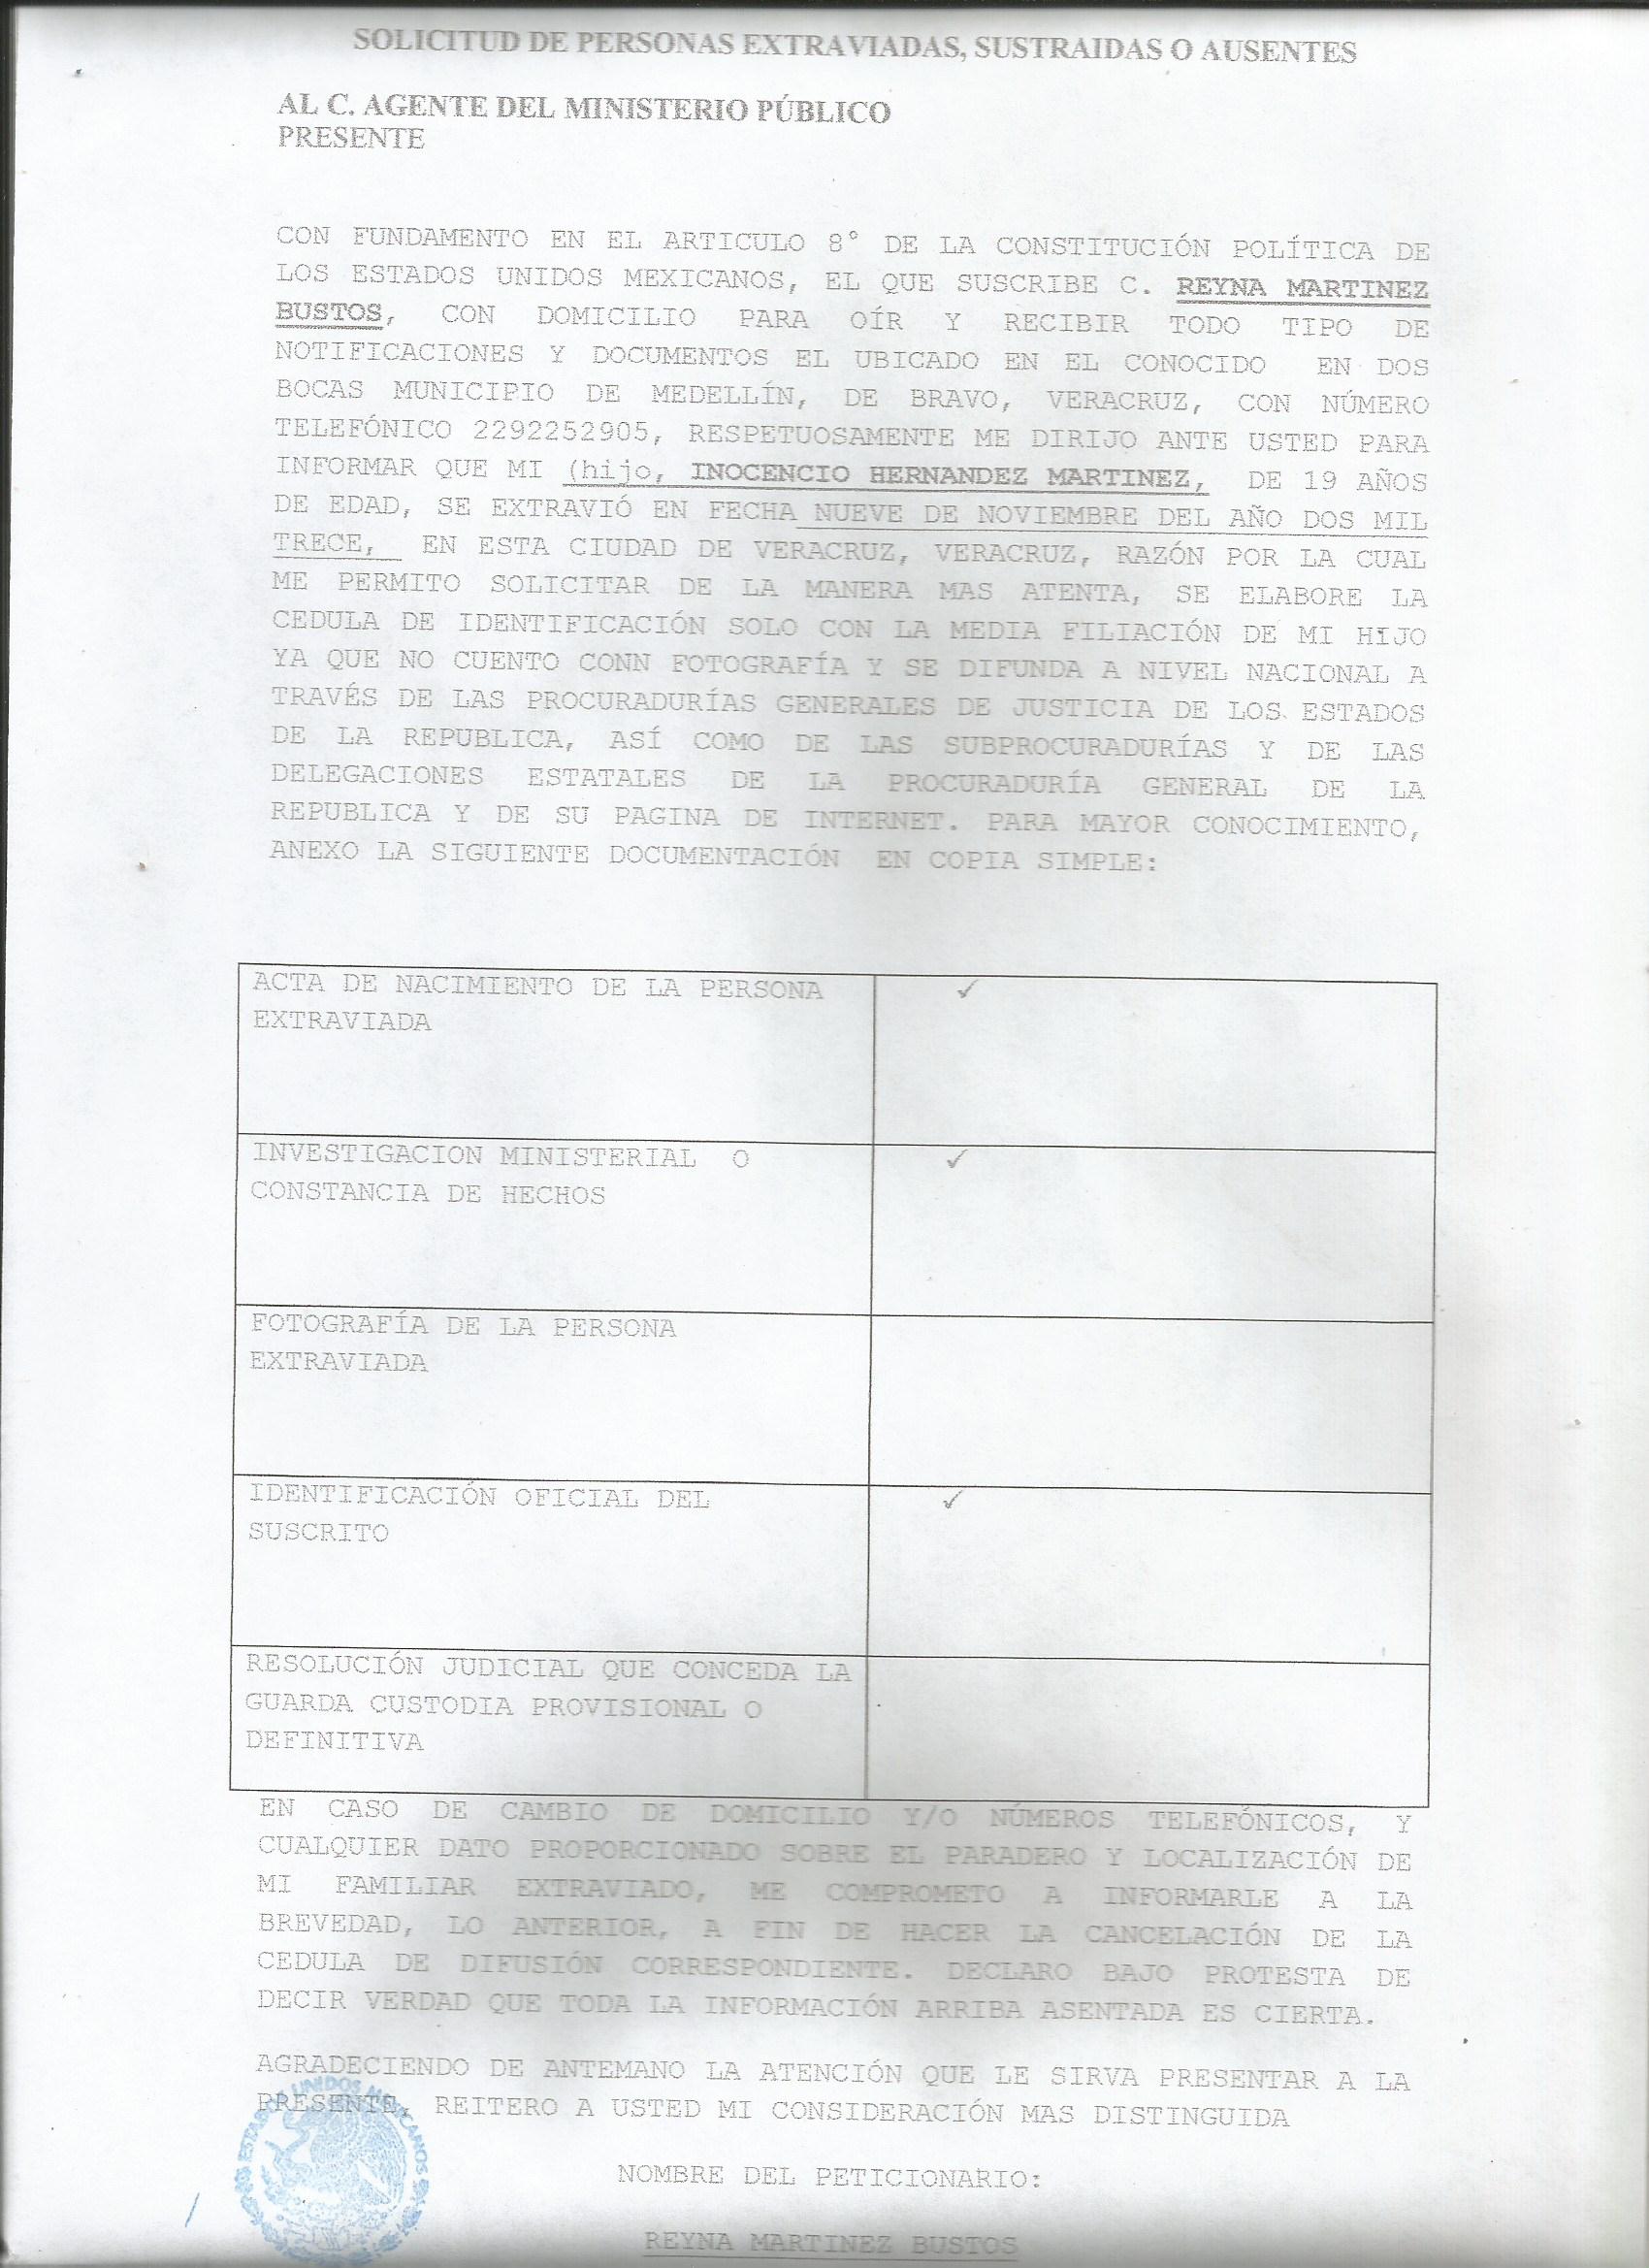 SOLICITUD DE PERSONAS EXTRAVIADAS, SUSTRAIDAS O AUSENTES
AL C. AGENTE DEL MINISTERIO PÚBLICO
PRESENTE
CON FUNDAMENTO EN EL ARTICULO 8° DE LA CONSTITUCIÓN POLÍTICA DE
LOS ESTADOS UNIDOS MEXICANOS, EL QUE SUSCRIBE C. REYNA MARTINEZ
BUSTOS, CON DOMICILIO PARA OÍR Y RECIBIR TODO TIPO DE
NOTIFICACIONES Y DOCUMENTOS EL UBICADO EN EL CONOCIDO EN DOS
BOCAS MUNICIPIO DE MEDELLÍN, DE BRAVO, VERACRUZ, CON NÚMERO
TELEFÓNICO 2292252905, RESPETUOSAMENTE ME DIRIJO ANTE USTED PARA
INFORMAR QUE MI (hijo, INOCENCIO HERNANDEZ MARTINEZ, DE 19 AÑOS
DE EDAD, SE EXTRAVIÓ EN FECHA NUEVE DE NOVIEMBRE DEL AÑO DOS MIL
TRECE, EN ESTA CIUDAD DE VERACRUZ, VERACRUZ, RAZÓN POR LA CUAL
ME PERMITO SOLICITAR DE LA MANERA MAS ATENTA, SE ELABORE LA
CEDULA DE IDENTIFICACIÓN SOLO CON LA MEDIA FILIACIÓN DE MI HIJO
YA QUE NO CUENTO CONN FOTOGRAFÍA Y SE DIFUNDA A NIVEL NACIONAL A
TRAVÉS DE LAS PROCURADURÍAS GENERALES DE JUSTICIA DE LOS ESTADOS
DE LA REPUBLICA, ASÍ COMO DE LAS SUBPROCURADURÍAS Y DE LAS
DELEGACIONES ESTATALES DE LA PROCURADURÍA GENERAL DE LA
REPUBLICA Y DE SU PAGINA DE INTERNET. PARA MAYOR CONOCIMIENTO,
ANEXO LA SIGUIENTE DOCUMENTACIÓN EN COPIA SIMPLE:
ACTA DE NACIMIENTO DE LA PERSONA ✓
EXTRAVIADA
INVESTIGACION MINISTERIAL O ✓
CONSTANCIA DE HECHOS
FOTOGRAFÍA DE LA PERSONA
EXTRAVIADA
IDENTIFICACIÓN OFICIAL DEL ✓
SUSCRITO
RESOLUCIÓN JUDICIAL QUE CONCEDA LA
GUARDA CUSTODIA PROVISIONAL O
DEFINITIVA
EN CASO DE CAMBIO DE DOMICILIO Y/O NÚMEROS TELEFÓNICOS, Y
CUALQUIER DATO PROPORCIONADO SOBRE EL PARADERO Y LOCALIZACIÓN DE
MI FAMILIAR EXTRAVIADO, ME COMPROMETO A INFORMARLE A LA
BREVEDAD, LO ANTERIOR, A FIN DE HACER LA CANCELACIÓN DE LA
CEDULA DE DIFUSIÓN CORRESPONDIENTE. DECLARO BAJO PROTESTA DE
DECIR VERDAD QUE TODA LA INFORMACIÓN ARRIBA ASENTADA ES CIERTA.
AGRADECIENDO DE ANTEMANO LA ATENCIÓN QUE LE SIRVA PRESENTAR A LA
PRESENTE, REITERO A USTED MI CONSIDERACIÓN MAS DISTINGUIDA
ESTADOS UNIDOS MEXICANOS
NOMBRE DEL PETICIONARIO:
REYNA MARTINEZ BUSTOS